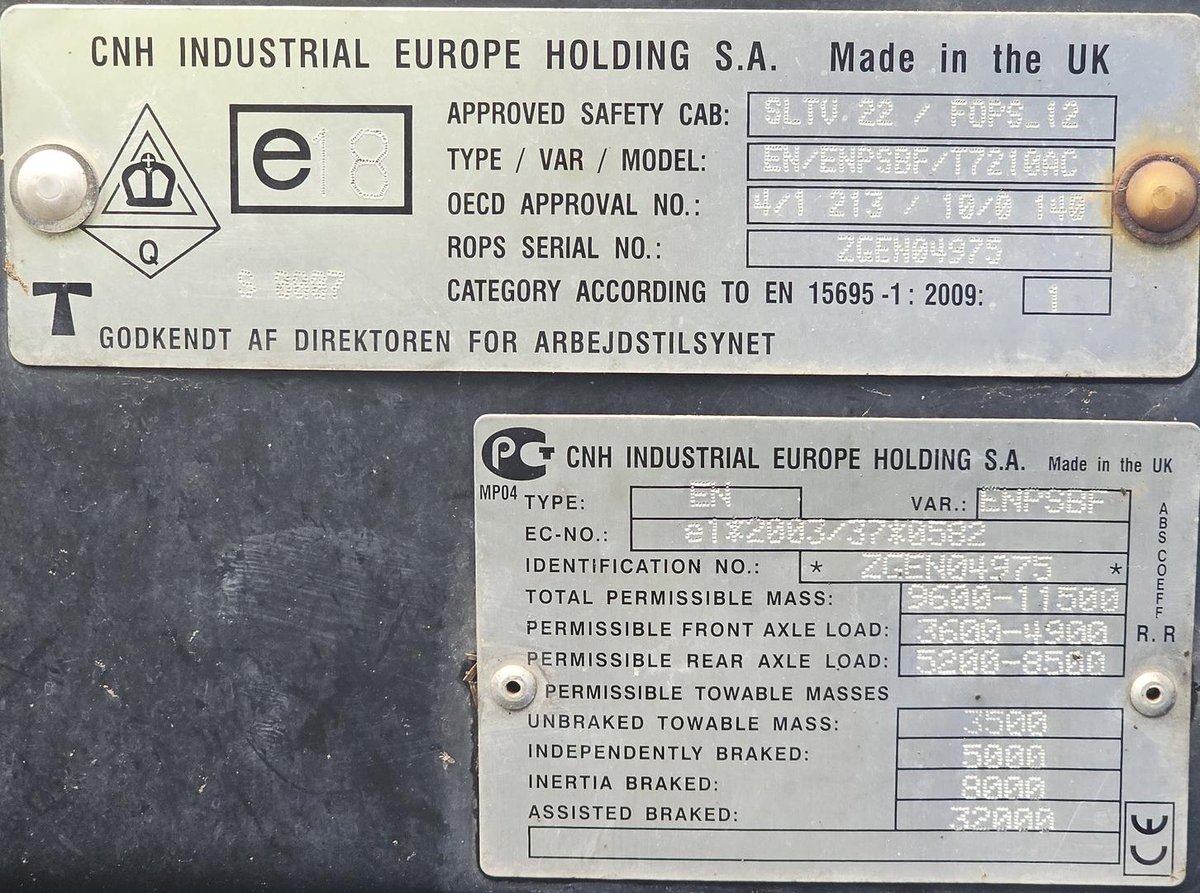 CNH INDUSTRIAL EUROPE HOLDING S.A. Made in the UK
e18
Q
APPROVED SAFETY CAB: SLTV.22 / FOPS_12
TYPE / VAR / MODEL: EN/ENPSBF/T7210AC
OECD APPROVAL NO.: 4/1 213 / 10/0 140
ROPS SERIAL NO.: ZGEN04975
S 0007
CATEGORY ACCORDING TO EN 15695-1: 2009: 1
T GODKENDT AF DIREKTOREN FOR ARBEJDSTILSYNET
PCT CNH INDUSTRIAL EUROPE HOLDING S.A. Made in the UK
MP04
TYPE: EN VAR.: ENPSBF
EC-NO.: e1*2003/37*0582
IDENTIFICATION NO.: * ZGEN04975 *
TOTAL PERMISSIBLE MASS: 9600-11500
PERMISSIBLE FRONT AXLE LOAD: 3600-4900
PERMISSIBLE REAR AXLE LOAD: 5200-8500
ABS COEFF
R.R
PERMISSIBLE TOWABLE MASSES
UNBRAKED TOWABLE MASS: 3500
INDEPENDENTLY BRAKED: 5000
INERTIA BRAKED: 8000
ASSISTED BRAKED: 32000
CE